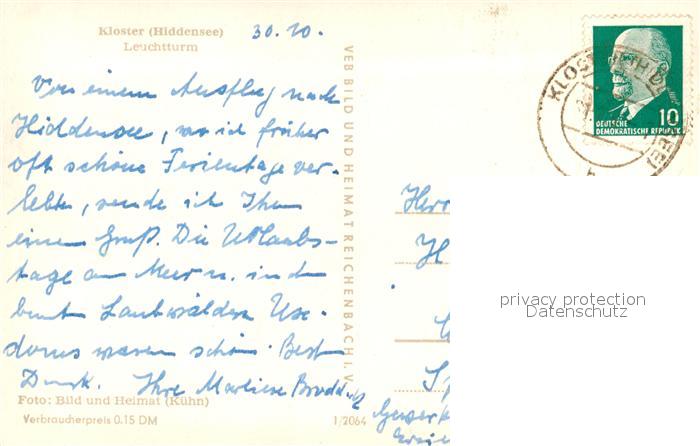 Kloster (Hiddensee)
Leuchtturm
30.10.
Von einem Ausflug nach
Hiddensee, wo ich früher
oft schöne Ferientage ver-
lebte, sende ich Ihnen
einen Gruß. Die Urlaubs-
tage am Meer u. in den
bunten Laubwäldern Use-
doms waren schön. Besten
Dank. Ihre Marliese
Foto: Bild und Heimat (Kühn)
Verbraucherpreis 0.15 DM
1/2064
VEB BILD UND HEIMAT REICHENBACH I. V.
KLOSTER
10
DEUTSCHE
DEMOKRATISCHE REPUBLIK
Herr
privacy protection
Datenschutz